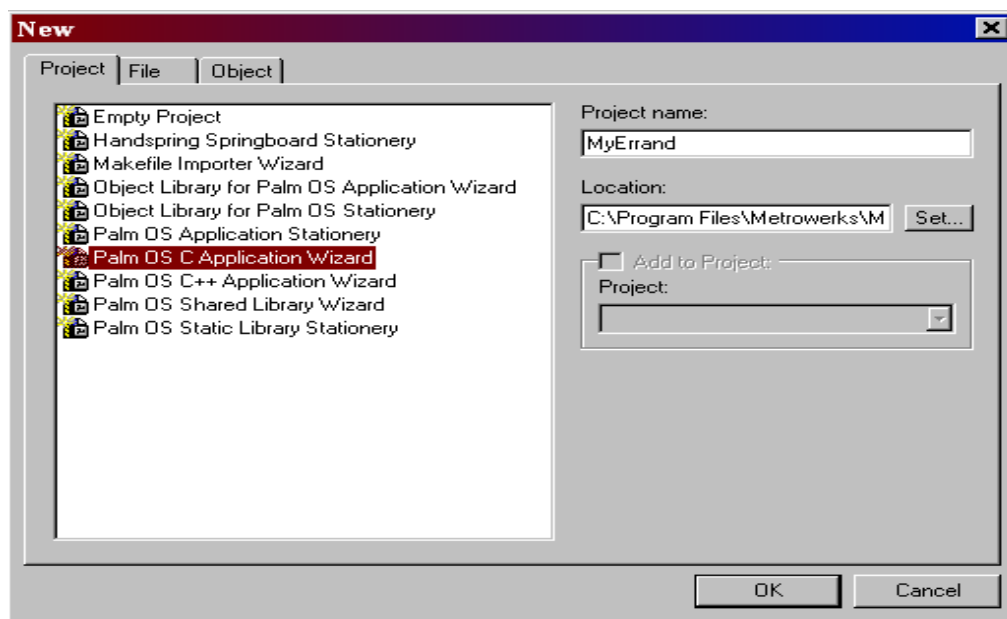 New
Project File Object
Empty Project
Handspring Springboard Stationery
Makefile Importer Wizard
Object Library for Palm OS Application Wizard
Object Library for Palm OS Stationery
Palm OS Application Stationery
Palm OS C Application Wizard
Palm OS C++ Application Wizard
Palm OS Shared Library Wizard
Palm OS Static Library Stationery
Project name:
MyErrand
Location:
C:\Program Files\Metrowerks\M Set...
Add to Project:
Project:
OK Cancel